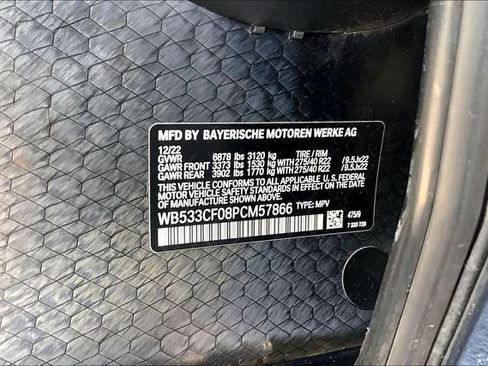 MFD BY BAYERISCHE MOTOREN WERKE AG
12/22
GVWR 6878 lbs 3120 kg TIRE / RIM
GAWR FRONT 3373 lbs 1530 kg WITH 275/40 R22 / 9.5Jx22
GAWR REAR 3902 lbs 1770 kg WITH 275/40 R22 / 9.5Jx22
THIS VEHICLE CONFORMS TO ALL APPLICABLE U.S. FEDERAL
MOTOR VEHICLE SAFETY STANDARDS IN EFFECT ON THE
DATE OF MANUFACTURE SHOWN ABOVE.
WB533CF08PCM57866 TYPE: MPV
475/9
7 320 720